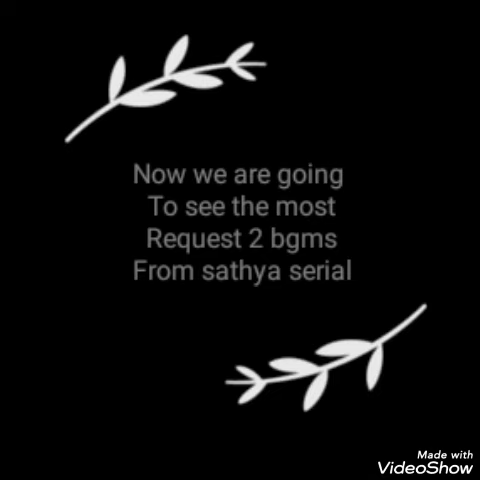 Now we are going
To see the most
Request 2 bgms
From sathya serial
Made with
VideoShow